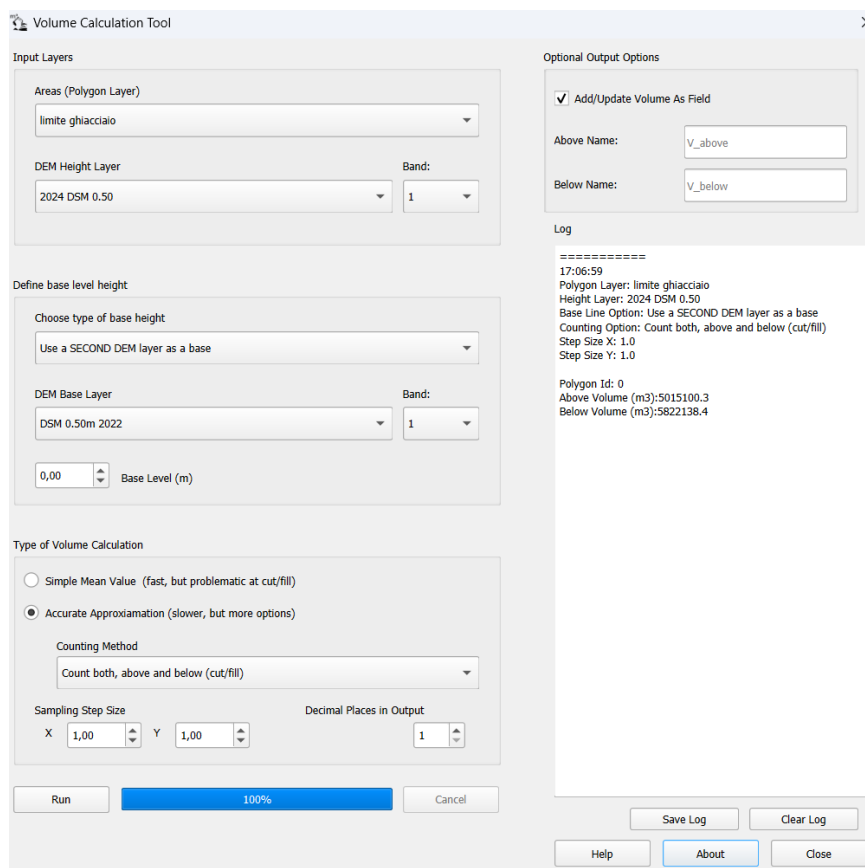 Volume Calculation Tool
Input Layers
Areas (Polygon Layer)
limite ghiacciaio
DEM Height Layer
Band:
2024 DSM 0.50
1
Define base level height
Choose type of base height
Use a SECOND DEM layer as a base
DEM Base Layer
Band:
DSM 0.50m 2022
1
0,00
Base Level (m)
Type of Volume Calculation
Simple Mean Value (fast, but problematic at cut/fill)
Accurate Approxiamation (slower, but more options)
Counting Method
Count both, above and below (cut/fill)
Sampling Step Size
Decimal Places in Output
X 1,00 Y 1,00
1
Run
100%
Cancel
Optional Output Options
Add/Update Volume As Field
Above Name:
V_above
Below Name:
V_below
Log
===========
17:06:59
Polygon Layer: limite ghiacciaio
Height Layer: 2024 DSM 0.50
Base Line Option: Use a SECOND DEM layer as a base
Counting Option: Count both, above and below (cut/fill)
Step Size X: 1.0
Step Size Y: 1.0
Polygon Id: 0
Above Volume (m3):5015100.3
Below Volume (m3):5822138.4
Save Log
Clear Log
Help
About
Close